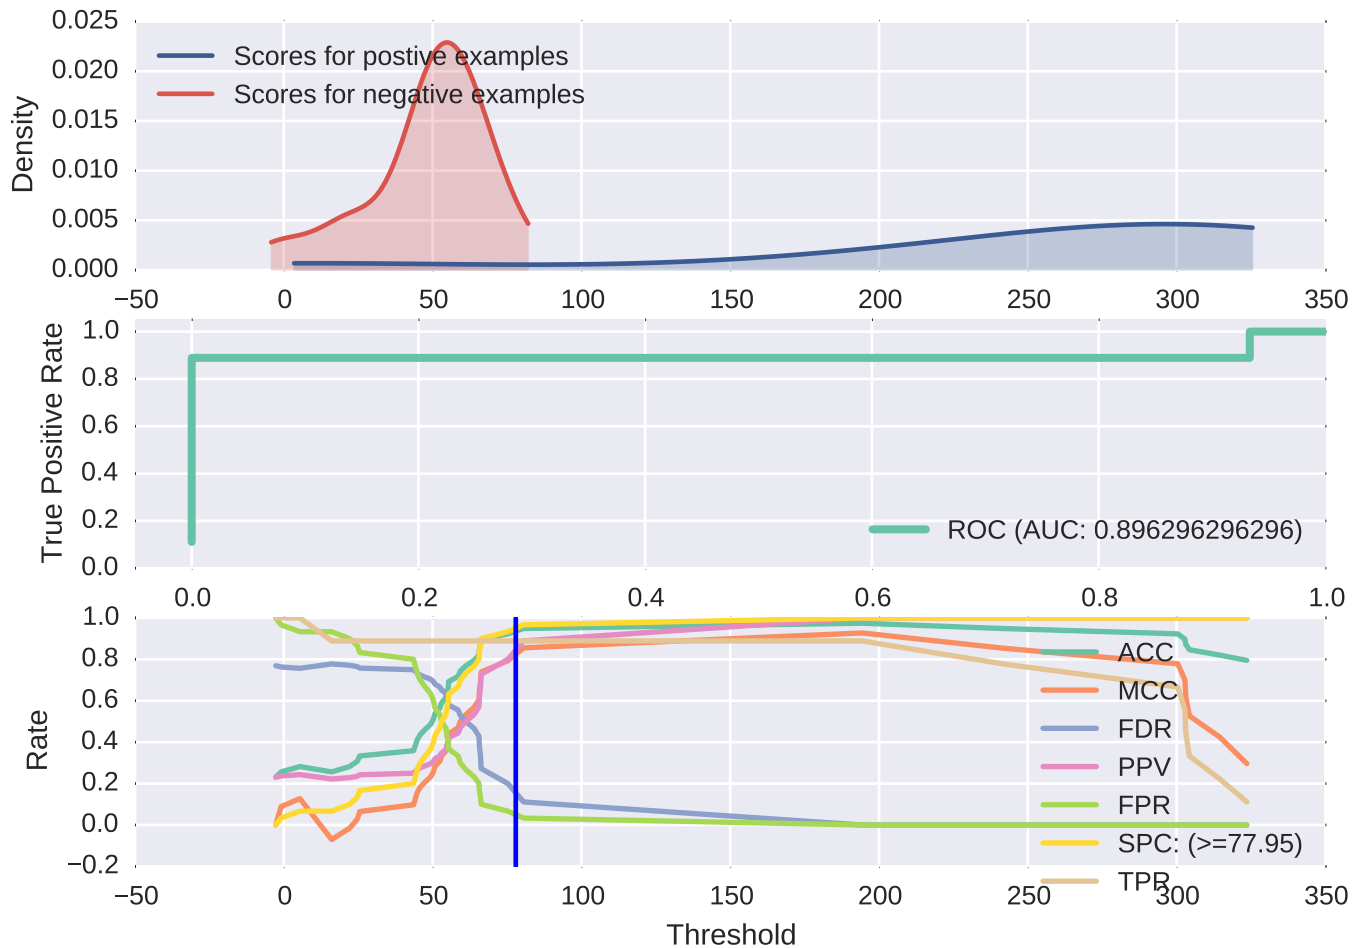 0.025
0.020
0.015
0.010
0.005
0.000
Density
Scores for postive examples
Scores for negative examples
−50 0 50 100 150 200 250 300 350
1.0
0.8
0.6
0.4
0.2
0.0
True Positive Rate
ROC (AUC: 0.896296296296)
0.0 0.2 0.4 0.6 0.8 1.0
1.0
0.8
0.6
0.4
0.2
0.0
−0.2
Rate
ACC
MCC
FDR
PPV
FPR
SPC: (>=77.95)
TPR
−50 0 50 100 150 200 250 300 350
Threshold